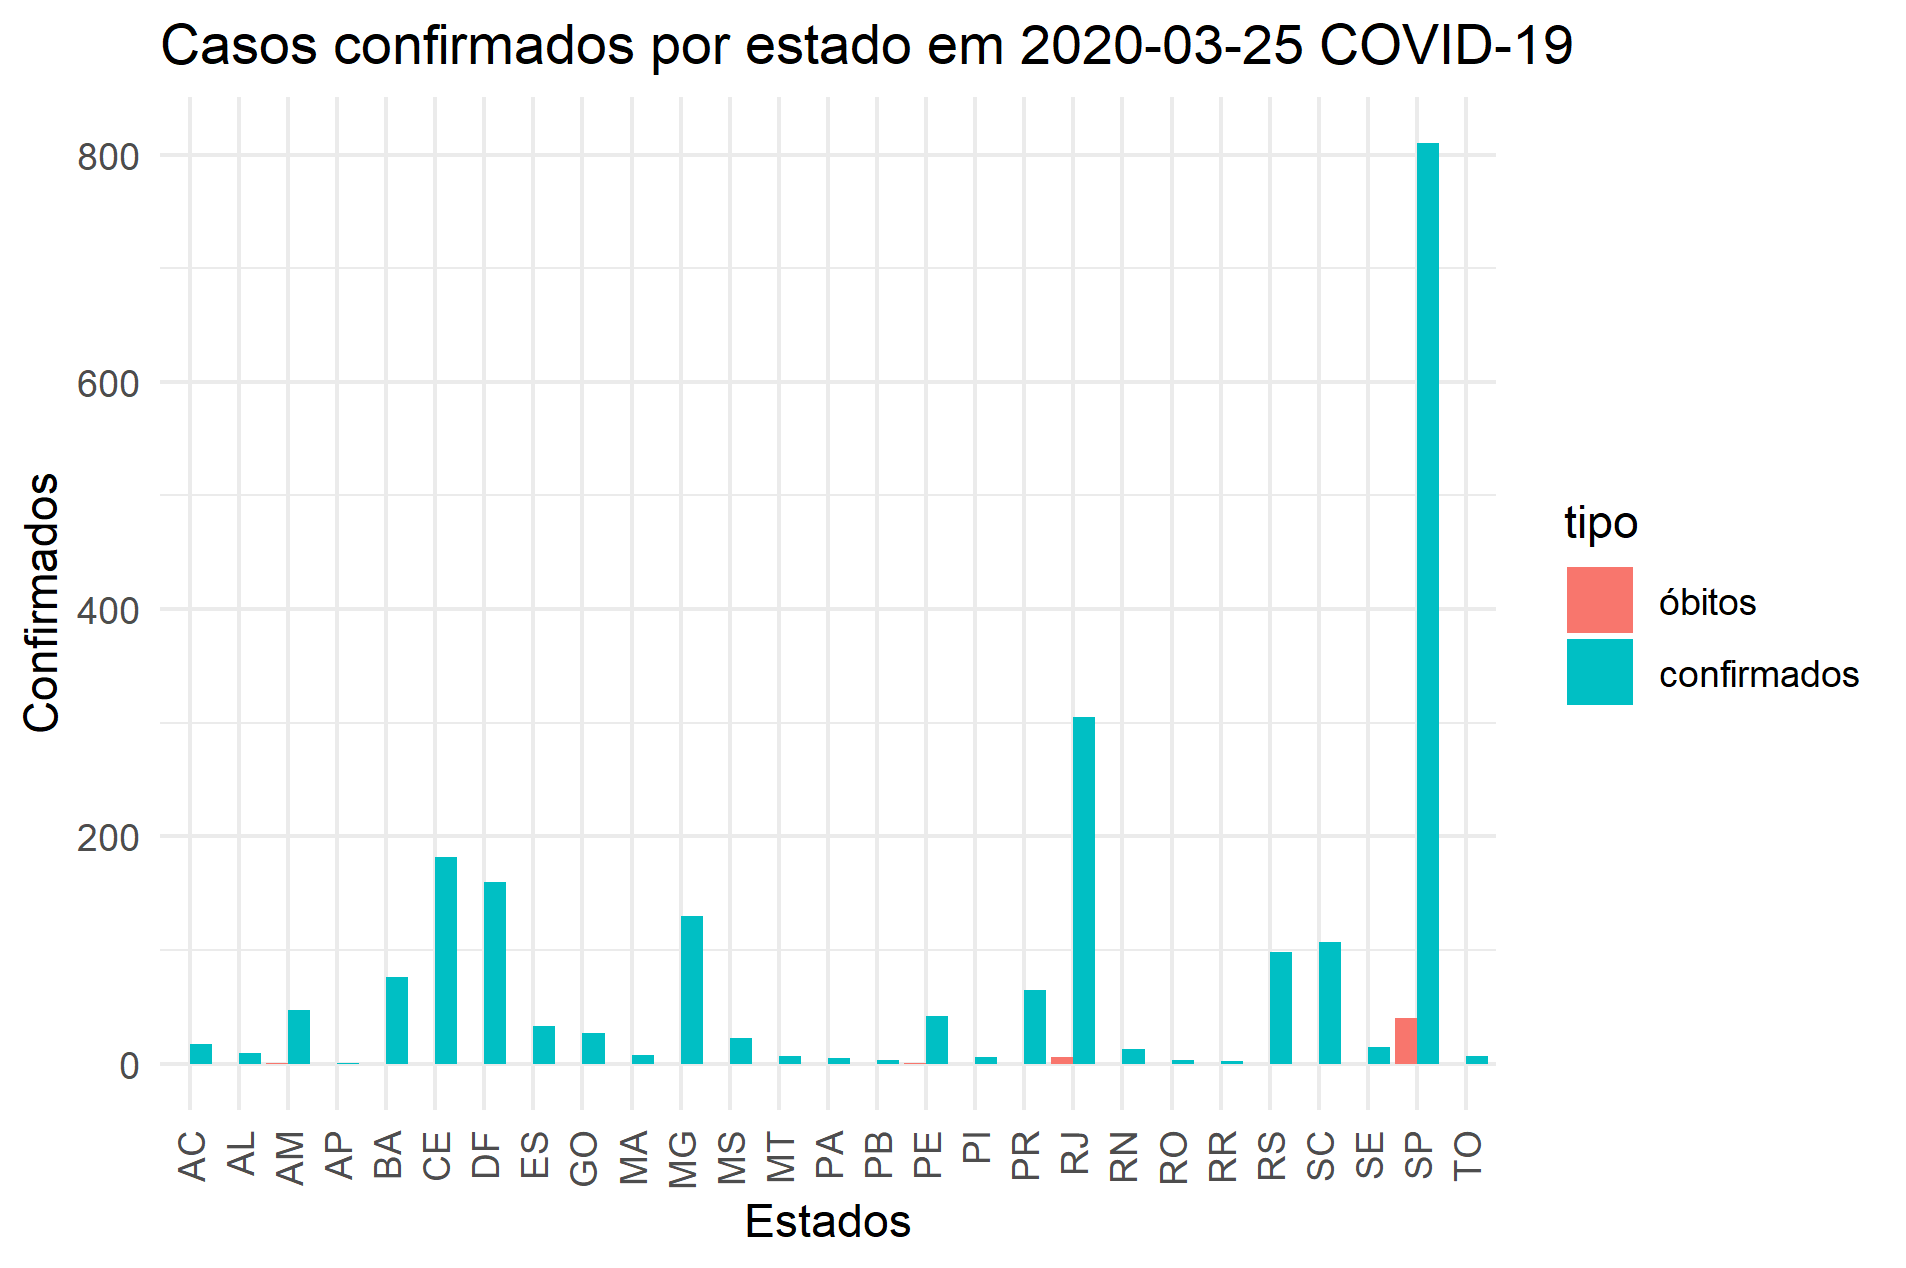 Casos confirmados por estado em 2020-03-25 COVID-19
Confirmados
800
600
400
200
0
AC
AL
AM
AP
BA
CE
DF
ES
GO
MA
MG
MS
MT
PA
PB
PE
PI
PR
RJ
RN
RO
RR
RS
SC
SE
SP
TO
Estados
tipo
óbitos
confirmados